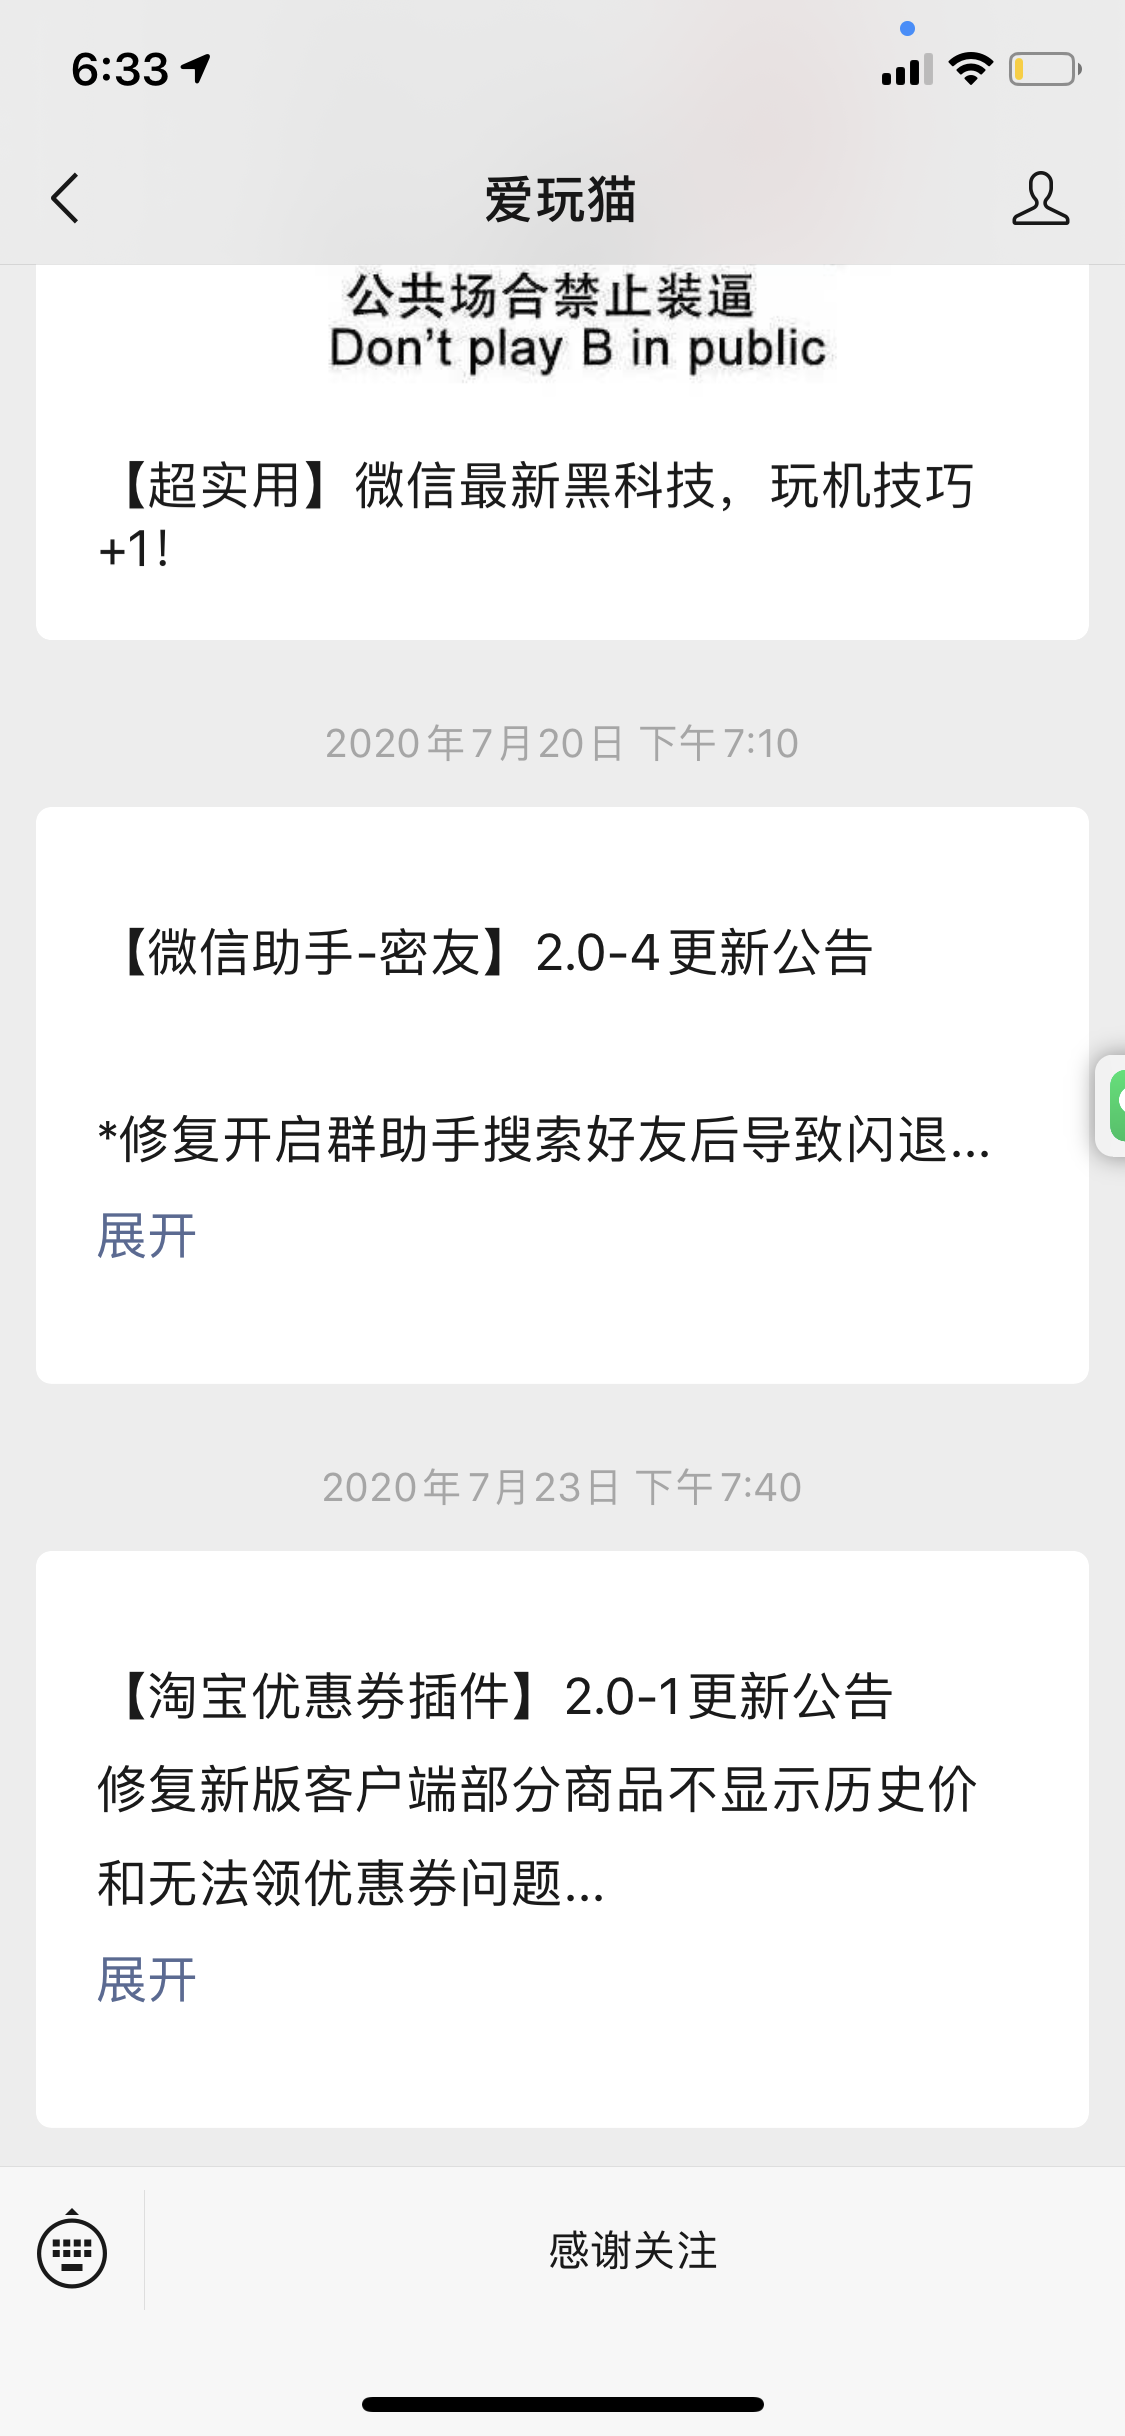 6:33
爱玩猫
公共场合禁止装逼
Don't play B in public
【超实用】微信最新黑科技，玩机技巧
+1！
2020年7月20日 下午7:10
【微信助手-密友】2.0-4更新公告
*修复开启群助手搜索好友后导致闪退...
展开
2020年7月23日 下午7:40
【淘宝优惠券插件】2.0-1更新公告
修复新版客户端部分商品不显示历史价
和无法领优惠券问题...
展开
感谢关注